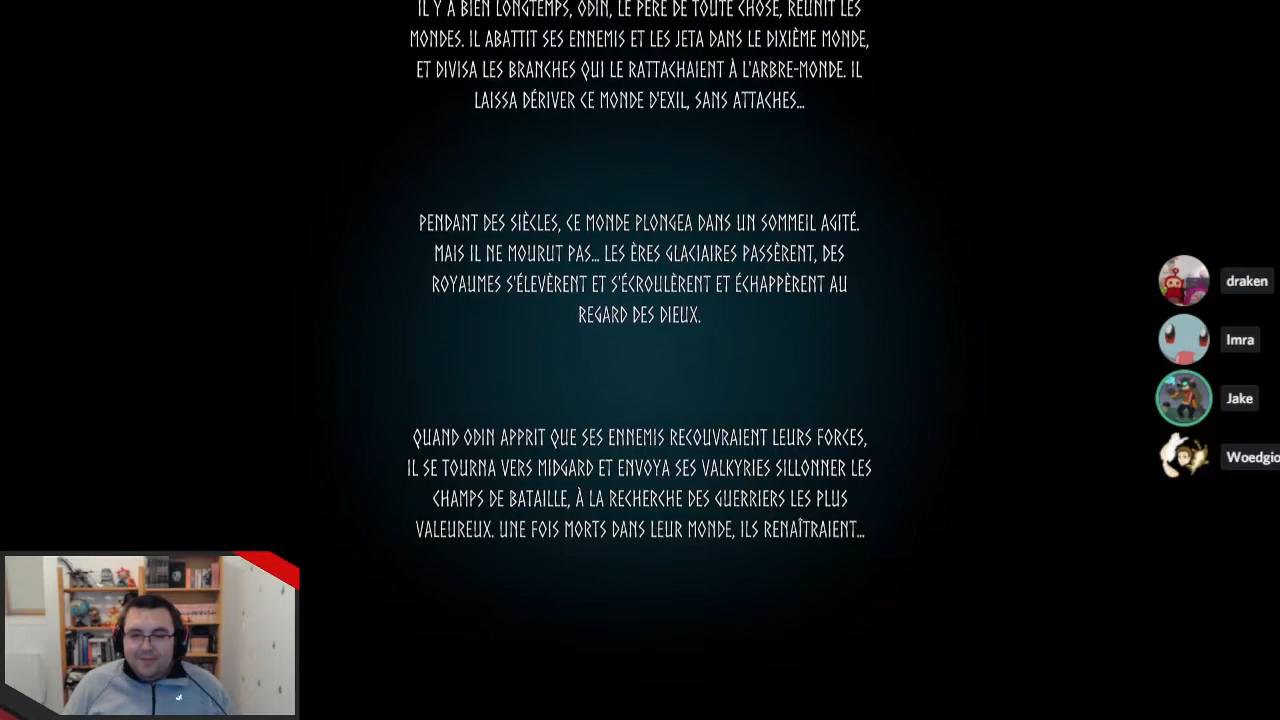 IL Y A BIEN LONGTEMPS, ODIN, LE PÈRE DE TOUTE CHOSE, RÉUNIT LES
MONDES. IL ABATTIT SES ENNEMIS ET LES JETA DANS LE DIXIÈME MONDE,
ET DIVISA LES BRANCHES QUI LE RATTACHAIENT À L'ARBRE-MONDE. IL
LAISSA DÉRIVER CE MONDE D'EXIL, SANS ATTACHES...
PENDANT DES SIÈCLES, CE MONDE PLONGEA DANS UN SOMMEIL AGITÉ.
MAIS IL NE MOURUT PAS... LES ÈRES GLACIAIRES PASSÈRENT, DES
ROYAUMES S'ÉLEVÈRENT ET S'ÉCROULÈRENT ET ÉCHAPPÈRENT AU
REGARD DES DIEUX.
QUAND ODIN APPRIT QUE SES ENNEMIS RECOUVRAIENT LEURS FORCES,
IL SE TOURNA VERS MIDGARD ET ENVOYA SES VALKYRIES SILLONNER LES
CHAMPS DE BATAILLE, À LA RECHERCHE DES GUERRIERS LES PLUS
VALEUREUX. UNE FOIS MORTS DANS LEUR MONDE, ILS RENAÎTRAIENT...
draken
Imra
Jake
Woedgio